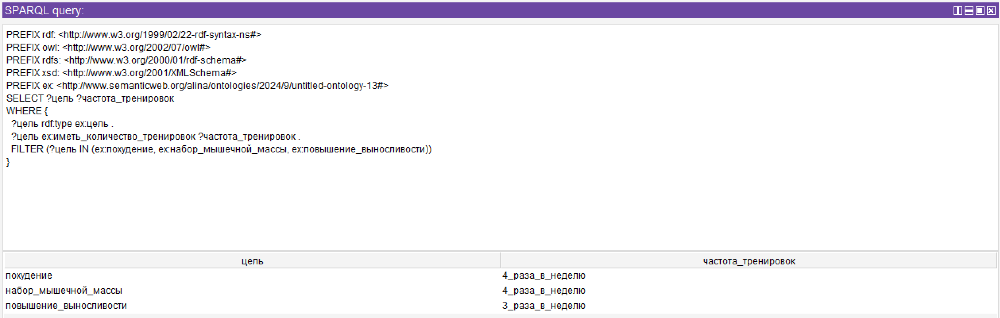 SPARQL query:
PREFIX rdf: <http://www.w3.org/1999/02/22-rdf-syntax-ns#>
PREFIX owl: <http://www.w3.org/2002/07/owl#>
PREFIX rdfs: <http://www.w3.org/2000/01/rdf-schema#>
PREFIX xsd: <http://www.w3.org/2001/XMLSchema#>
PREFIX ex: <http://www.semanticweb.org/alina/ontologies/2024/9/untitled-ontology-13#>
SELECT ?цель ?частота_тренировок
WHERE {
?цель rdf:type ex:цель .
?цель ex:иметь_количество_тренировок ?частота_тренировок .
FILTER (?цель IN (ex:похудение, ex:набор_мышечной_массы, ex:повышение_выносливости))
}
цель частота_тренировок
похудение 4_раза_в_неделю
набор_мышечной_массы 4_раза_в_неделю
повышение_выносливости 3_раза_в_неделю